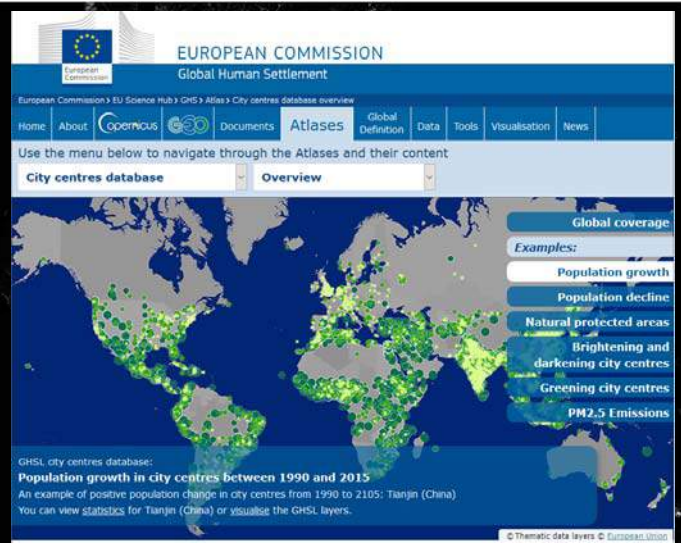 EUROPEAN COMMISSION
European
Commission
Global Human Settlement
European Commission > EU Science Hub > GHS > Atlas > City centres database overview
Home About Copernicus GEO Documents Atlases Global Definition Data Tools Visualisation News
Use the menu below to navigate through the Atlases and their content
City centres database Overview
Global coverage
Examples:
Population growth
Population decline
Natural protected areas
Brightening and
darkening city centres
Greening city centres
PM2.5 Emissions
GHSL city centres database:
Population growth in city centres between 1990 and 2015
An example of positive population change in city centres from 1990 to 2105: Tianjin (China)
You can view statistics for Tianjin (China) or visualise the GHSL layers.
© Thematic data layers © European Union